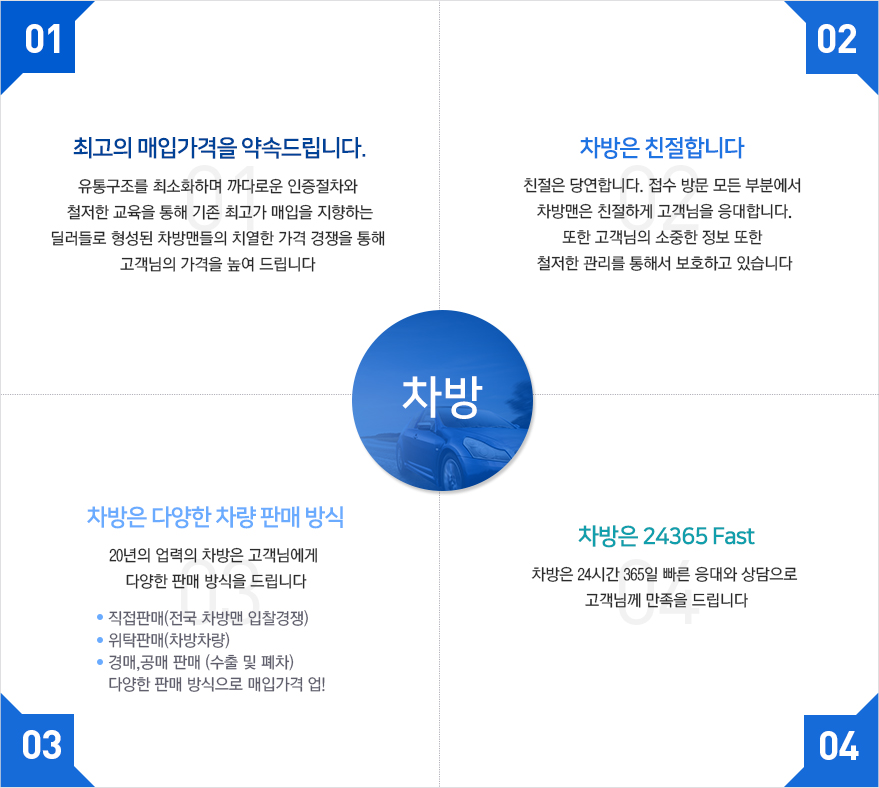 01
최고의 매입가격을 약속드립니다.
01
유통구조를 최소화하며 까다로운 인증절차와
철저한 교육을 통해 기존 최고가 매입을 지향하는
딜러들로 형성된 차방맨들의 치열한 가격 경쟁을 통해
고객님의 가격을 높여 드립니다
02
차방은 친절합니다
02
친절은 당연합니다. 접수 방문 모든 부분에서
차방맨은 친절하게 고객님을 응대합니다.
또한 고객님의 소중한 정보 또한
철저한 관리를 통해서 보호하고 있습니다
차방
차방은 다양한 차량 판매 방식
20년의 업력의 차방은 고객님에게
다양한 판매 방식을 드립니다
03
• 직접판매(전국 차방맨 입찰경쟁)
• 위탁판매(차방차량)
• 경매,공매 판매 (수출 및 폐차)
다양한 판매 방식으로 매입가격 업!
03
차방은 24365 Fast
차방은 24시간 365일 빠른 응대와 상담으로
고객님께 만족을 드립니다
04
04